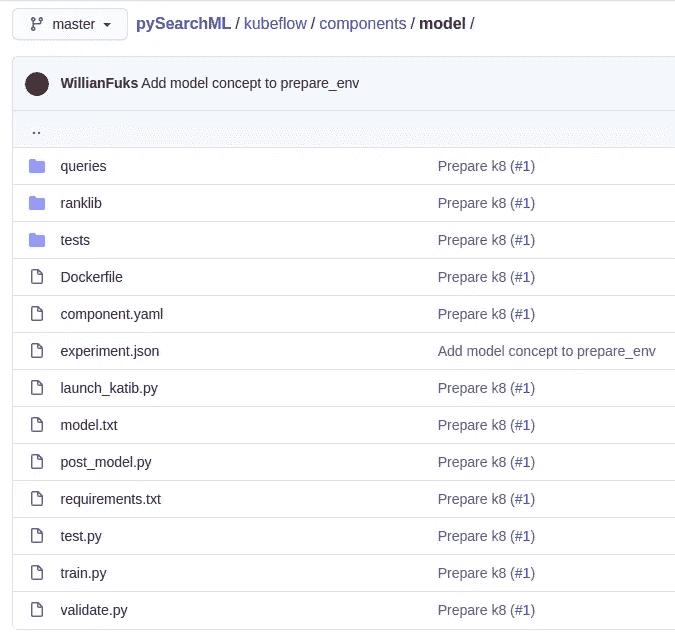 master pySearchML / kubeflow / components / model /
WillianFuks Add model concept to prepare_env
..
queries Prepare k8 (#1)
ranklib Prepare k8 (#1)
tests Prepare k8 (#1)
Dockerfile Prepare k8 (#1)
component.yaml Prepare k8 (#1)
experiment.json Add model concept to prepare_env
launch_katib.py Prepare k8 (#1)
model.txt Prepare k8 (#1)
post_model.py Prepare k8 (#1)
requirements.txt Prepare k8 (#1)
test.py Prepare k8 (#1)
train.py Prepare k8 (#1)
validate.py Prepare k8 (#1)